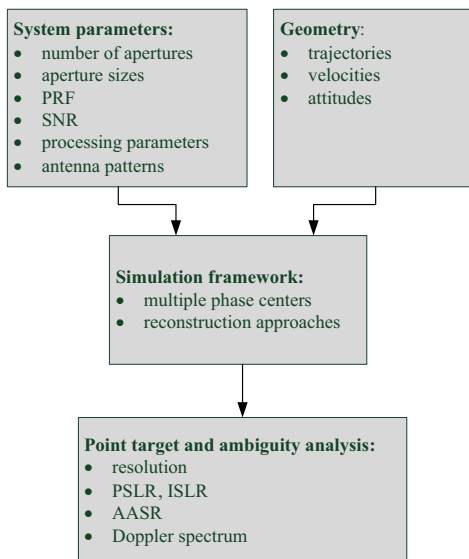 System parameters:
• number of apertures
• aperture sizes
• PRF
• SNR
• processing parameters
• antenna patterns
Geometry:
• trajectories
• velocities
• attitudes
Simulation framework:
• multiple phase centers
• reconstruction approaches
Point target and ambiguity analysis:
• resolution
• PSLR, ISLR
• AASR
• Doppler spectrum